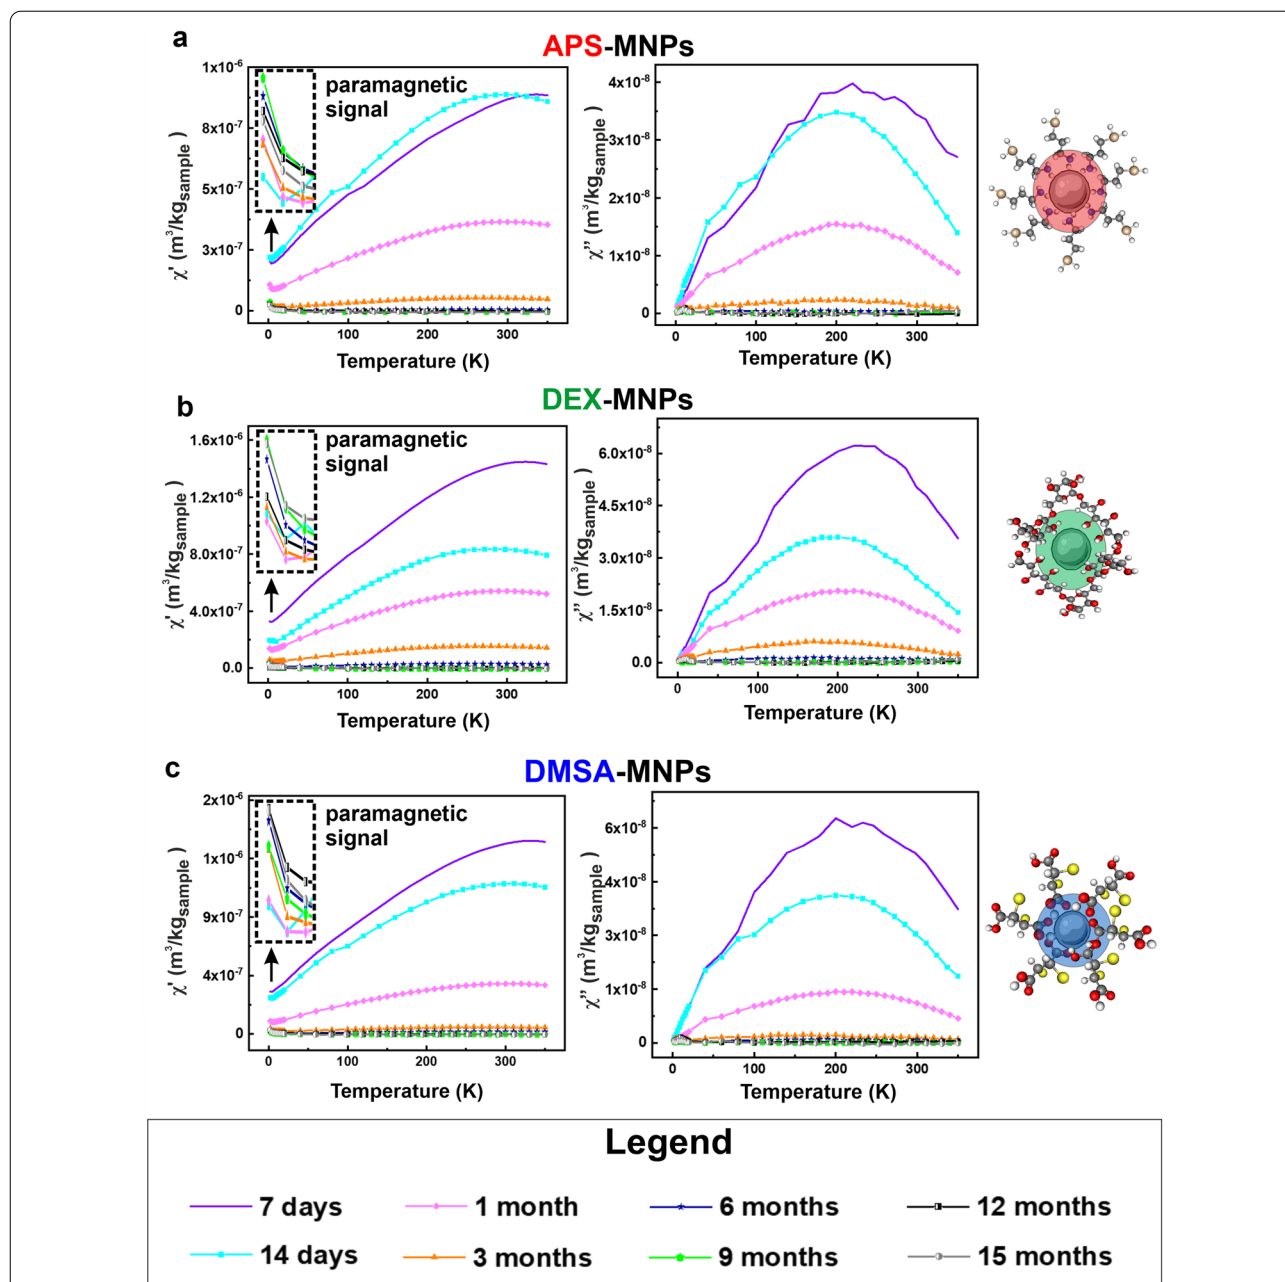 a
APS-MNPs
1x10⁻⁶
8x10⁻⁷
5x10⁻⁷
3x10⁻⁷
0
χ' (m³/kg_sample)
paramagnetic
signal
0 100 200 300
Temperature (K)
4x10⁻⁸
3x10⁻⁸
2x10⁻⁸
1x10⁻⁸
0
χ'' (m³/kg_sample)
0 100 200 300
Temperature (K)
b
DEX-MNPs
1.6x10⁻⁶
1.2x10⁻⁶
8.0x10⁻⁷
4.0x10⁻⁷
0.0
χ' (m³/kg_sample)
paramagnetic
signal
0 100 200 300
Temperature (K)
6.0x10⁻⁸
4.5x10⁻⁸
3.0x10⁻⁸
1.5x10⁻⁸
0.0
χ'' (m³/kg_sample)
0 100 200 300
Temperature (K)
c
DMSA-MNPs
2x10⁻⁶
1x10⁻⁶
9x10⁻⁷
4x10⁻⁷
0
χ' (m³/kg_sample)
paramagnetic
signal
0 100 200 300
Temperature (K)
6x10⁻⁸
4x10⁻⁸
3x10⁻⁸
1x10⁻⁸
0
χ'' (m³/kg_sample)
0 100 200 300
Temperature (K)
Legend
7 days 1 month 6 months 12 months
14 days 3 months 9 months 15 months